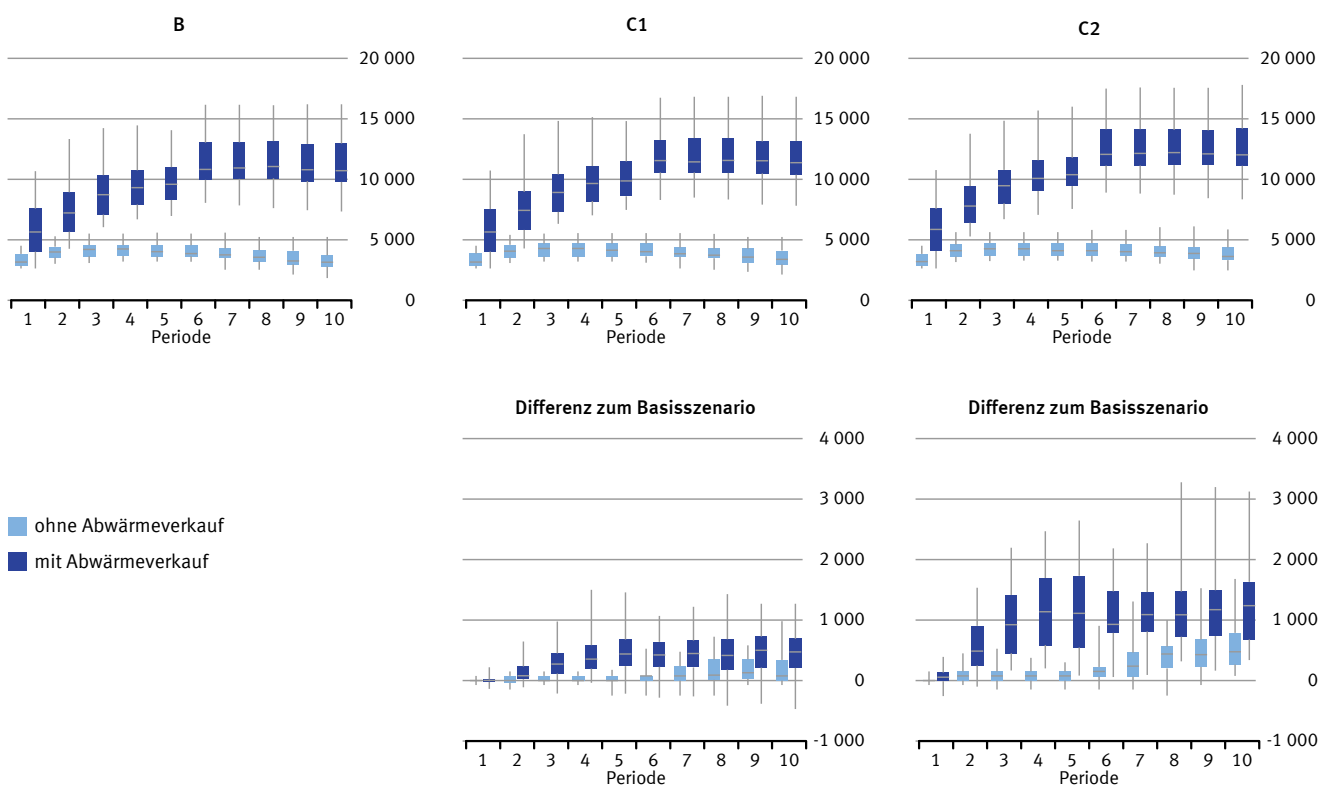 B
20 000
15 000
10 000
5 000
0
1 2 3 4 5 6 7 8 9 10
Periode
C1
20 000
15 000
10 000
5 000
0
1 2 3 4 5 6 7 8 9 10
Periode
C2
20 000
15 000
10 000
5 000
0
1 2 3 4 5 6 7 8 9 10
Periode
ohne Abwärmeverkauf
mit Abwärmeverkauf
Differenz zum Basisszenario
4 000
3 000
2 000
1 000
0
-1 000
1 2 3 4 5 6 7 8 9 10
Periode
Differenz zum Basisszenario
4 000
3 000
2 000
1 000
0
-1 000
1 2 3 4 5 6 7 8 9 10
Periode